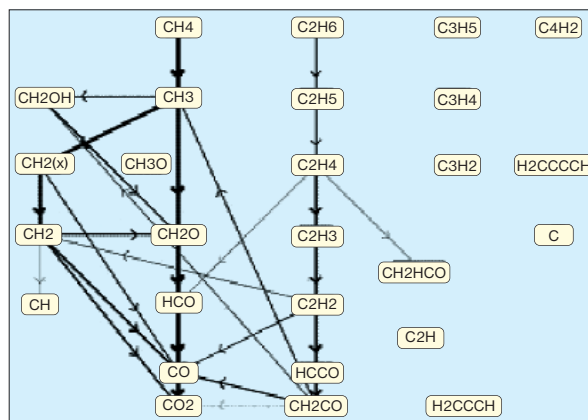 CH4 C2H6 C3H5 C4H2
CH2OH CH3 C2H5 C3H4
CH2(x) CH3O C2H4 C3H2 H2CCCCH
CH2 CH2O C2H3 C
CH2HCO
CH HCO C2H2
C2H
CO HCCO
CO2 CH2CO H2CCCH